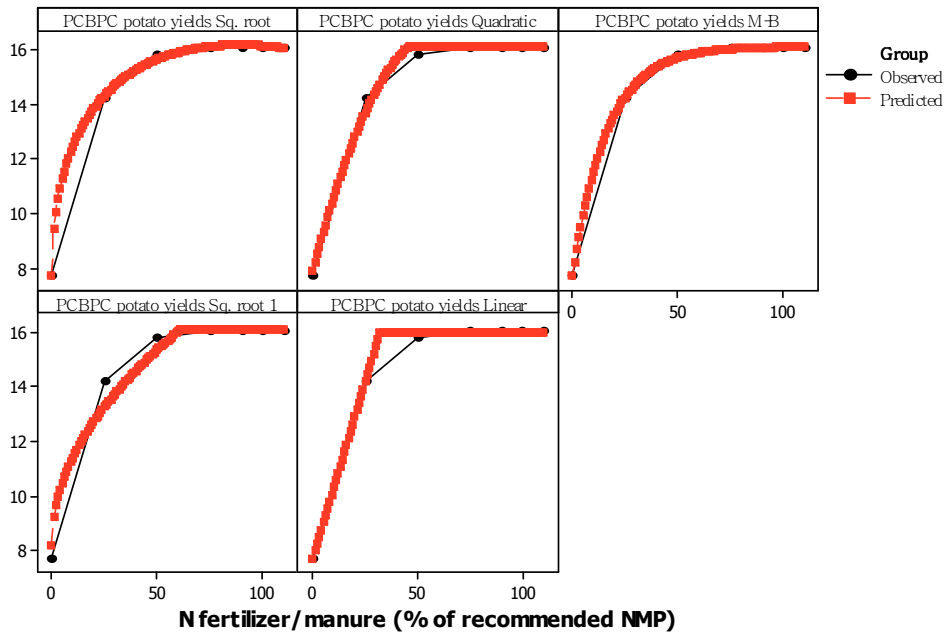 PCBPC potato yields Sq. root
PCBPC potato yields Quadratic
PCBPC potato yields M-B
16
14
12
10
8
Group
Observed
Predicted
0
50
100
PCBPC potato yields Sq. root 1
PCBPC potato yields Linear
16
14
12
10
8
0
50
100
0
50
100
N fertilizer/manure (% of recommended NMP)